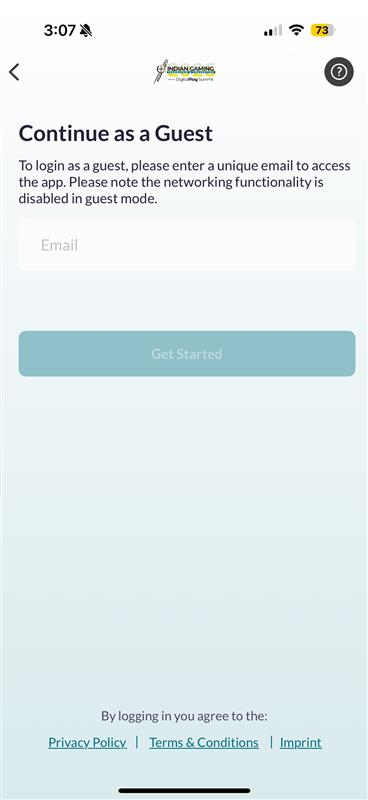 3:07
73
INDIAN GAMING
2026
DigitalPlay Summit
Continue as a Guest
To login as a guest, please enter a unique email to access
the app. Please note the networking functionality is
disabled in guest mode.
Email
Get Started
By logging in you agree to the:
Privacy Policy | Terms & Conditions | Imprint